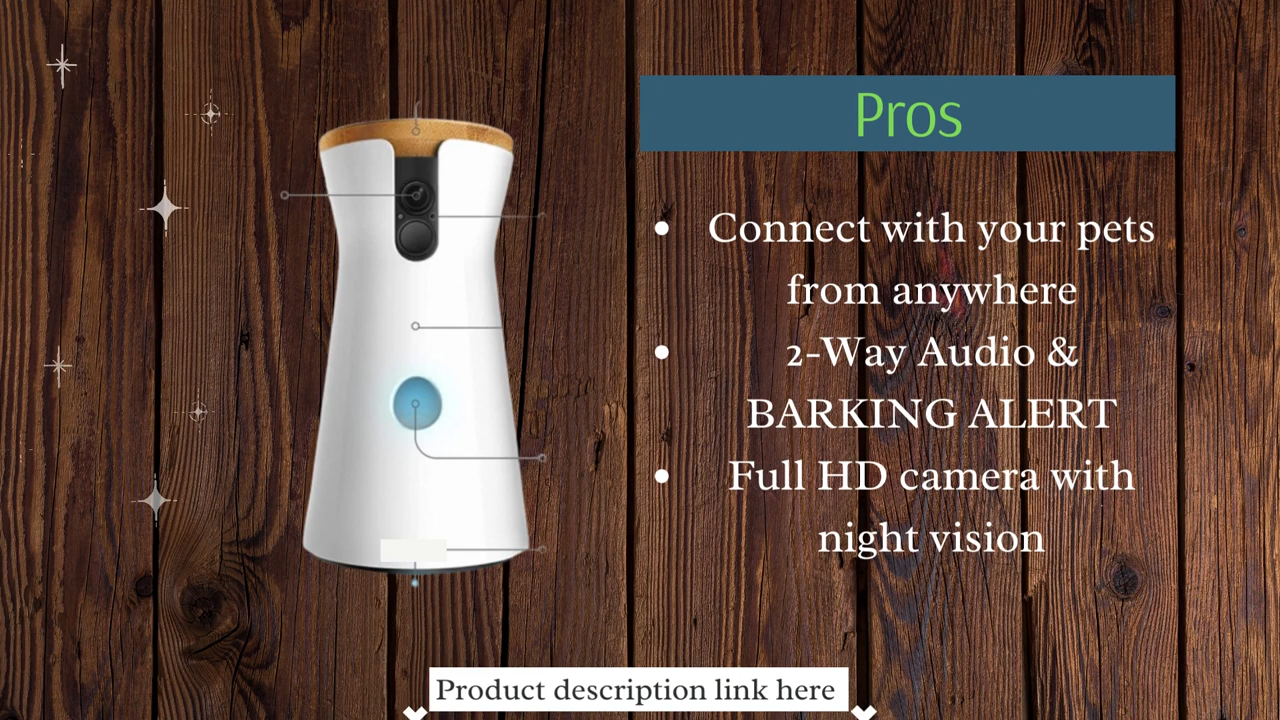 Pros
• Connect with your pets
from anywhere
• 2-Way Audio &
BARKING ALERT
• Full HD camera with
night vision
Product description link here